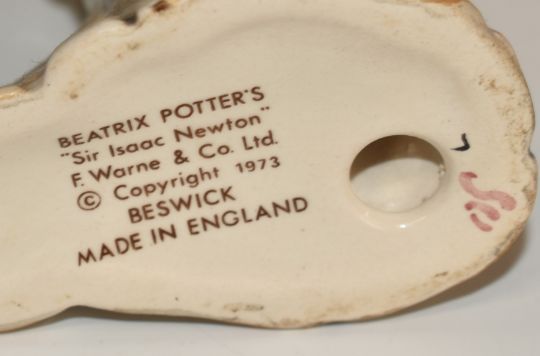 BEATRIX POTTER'S
"Sir Isaac Newton"
F. Warne & Co. Ltd.
© Copyright 1973
BESWICK
MADE IN ENGLAND